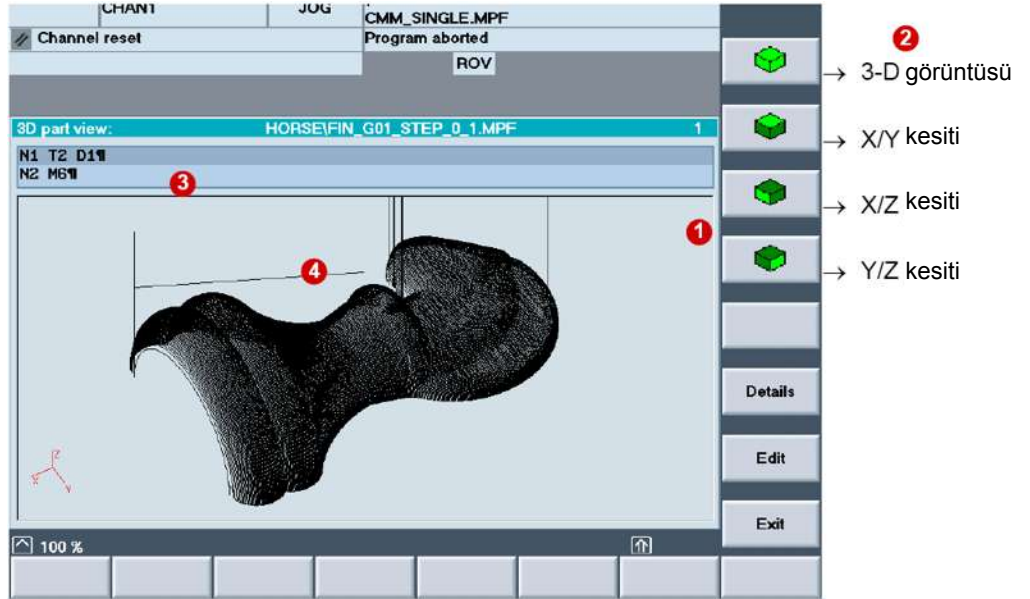 CHAN1 JOG CMM_SINGLE.MPF
Channel reset Program aborted
ROV
3D part view: HORSE\FIN_G01_STEP_0_1.MPF 1
N1 T2 D1¶
N2 M6¶
3
1
4
Z
X
Y
2
→ 3-D görüntüsü
→ X/Y kesiti
→ X/Z kesiti
→ Y/Z kesiti
Details
Edit
Exit
100 %